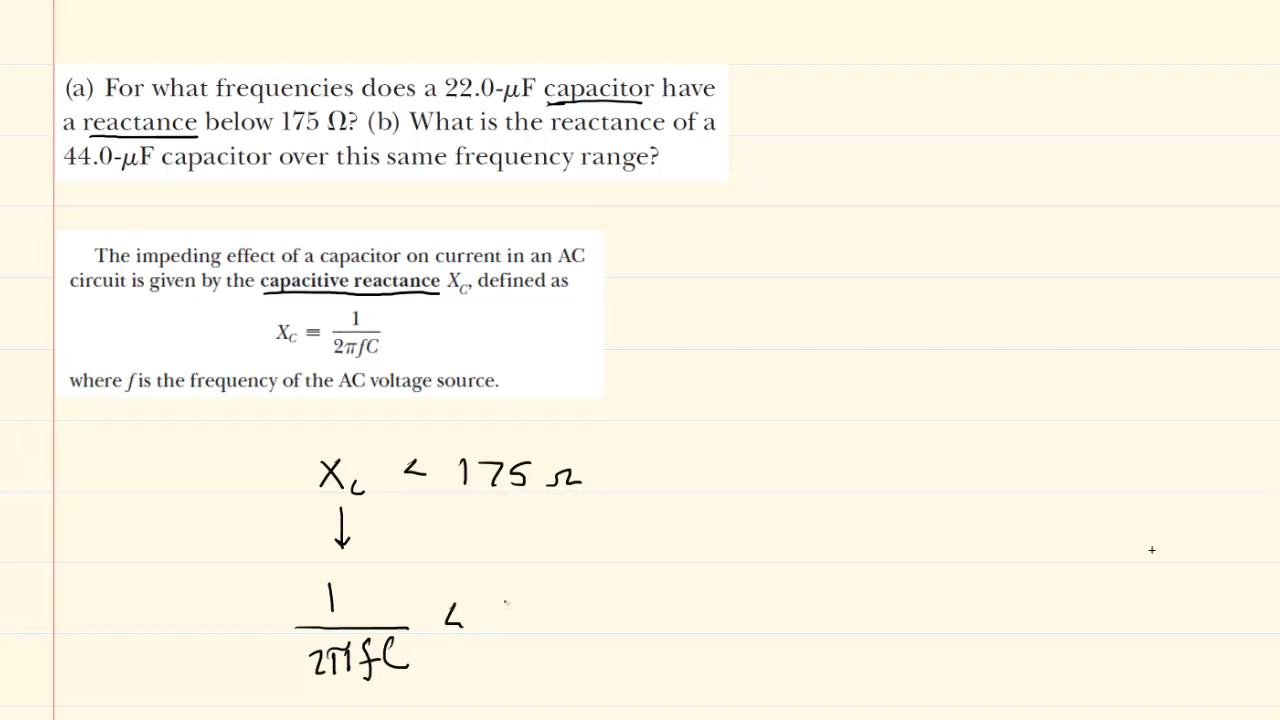 (a) For what frequencies does a 22.0-μF capacitor have
a reactance below 175 Ω? (b) What is the reactance of a
44.0-μF capacitor over this same frequency range?
The impeding effect of a capacitor on current in an AC
circuit is given by the capacitive reactance X_C, defined as
X_C ≡ 1/2πfC
where f is the frequency of the AC voltage source.
X_C < 175 Ω
↓
1/2πfC <